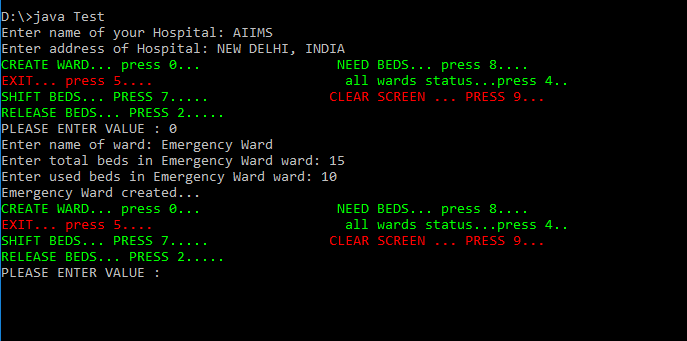 D:\>java Test
Enter name of your Hospital: AIIMS
Enter address of Hospital: NEW DELHI, INDIA
CREATE WARD... press 0... NEED BEDS... press 8....
EXIT... press 5.... all wards status...press 4..
SHIFT BEDS... PRESS 7..... CLEAR SCREEN ... PRESS 9...
RELEASE BEDS... PRESS 2.....
PLEASE ENTER VALUE : 0
Enter name of ward: Emergency Ward
Enter total beds in Emergency Ward ward: 15
Enter used beds in Emergency Ward ward: 10
Emergency Ward created...
CREATE WARD... press 0... NEED BEDS... press 8....
EXIT... press 5.... all wards status...press 4..
SHIFT BEDS... PRESS 7..... CLEAR SCREEN ... PRESS 9...
RELEASE BEDS... PRESS 2.....
PLEASE ENTER VALUE :